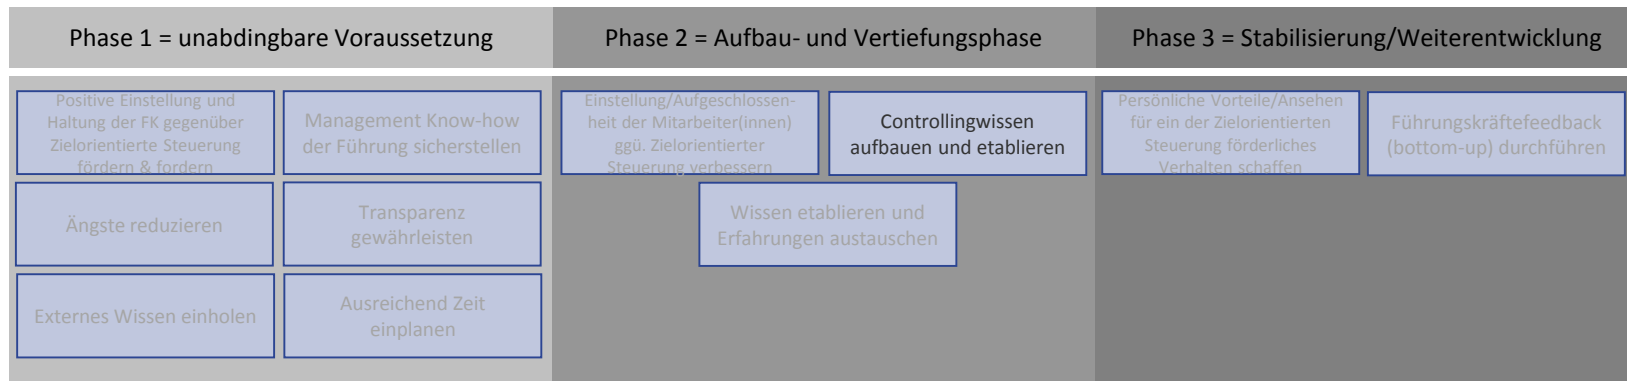 Phase 1 = unabdingbare Voraussetzung
Phase 2 = Aufbau- und Vertiefungsphase
Phase 3 = Stabilisierung/Weiterentwicklung
Positive Einstellung und
Haltung der FK gegenüber
Zielorientierte Steuerung
fördern & fordern
Management Know-how
der Führung sicherstellen
Ängste reduzieren
Transparenz
gewährleisten
Externes Wissen einholen
Ausreichend Zeit
einplanen
Einstellung/Aufgeschlossen-
heit der Mitarbeiter(innen)
ggü. Zielorientierter
Steuerung verbessern
Controllingwissen
aufbauen und etablieren
Wissen etablieren und
Erfahrungen austauschen
Persönliche Vorteile/Ansehen
für ein der Zielorientierten
Steuerung förderliches
Verhalten schaffen
Führungskräftefeedback
(bottom-up) durchführen